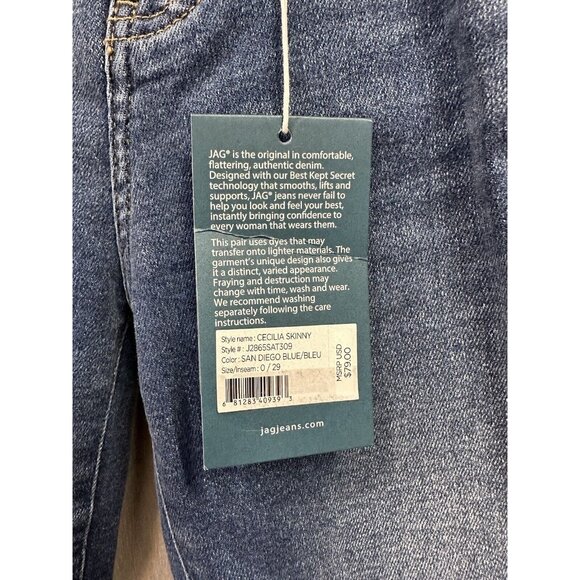 JAG® is the original in comfortable,
flattering, authentic denim.
Designed with our Best Kept Secret
technology that smooths, lifts and
supports, JAG® jeans never fail to
help you look and feel your best,
instantly bringing confidence to
every woman that wears them.
This pair uses dyes that may
transfer onto lighter materials. The
garment's unique design also gives
it a distinct, varied appearance.
Fraying and destruction may
change with time, wash and wear.
We recommend washing
separately following the care
instructions.
Style name : CECILIA SKINNY
Style # : J2865SAT309
Color : SAN DIEGO BLUE/BLEU
Size/Inseam : 0 / 29
MSRP USD
$79.00
6 81283 40939 3
jagjeans.com